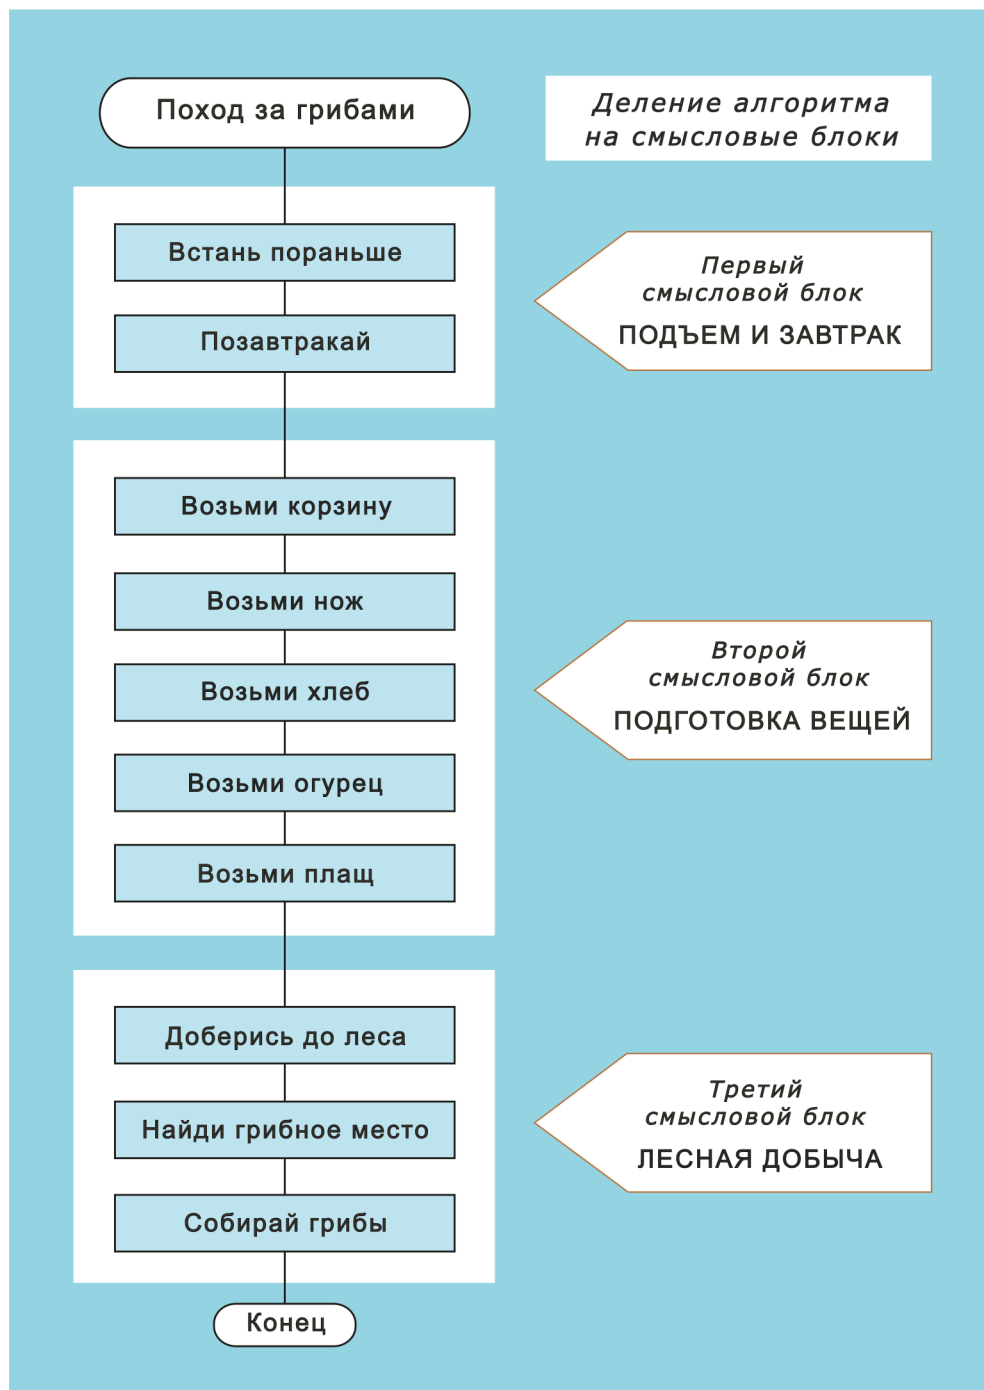 Поход за грибами
Деление алгоритма
на смысловые блоки
Встань пораньше
Позавтракай
Первый
смысловой блок
ПОДЪЕМ И ЗАВТРАК
Возьми корзину
Возьми нож
Возьми хлеб
Возьми огурец
Возьми плащ
Второй
смысловой блок
ПОДГОТОВКА ВЕЩЕЙ
Доберись до леса
Найди грибное место
Собирай грибы
Третий
смысловой блок
ЛЕСНАЯ ДОБЫЧА
Конец